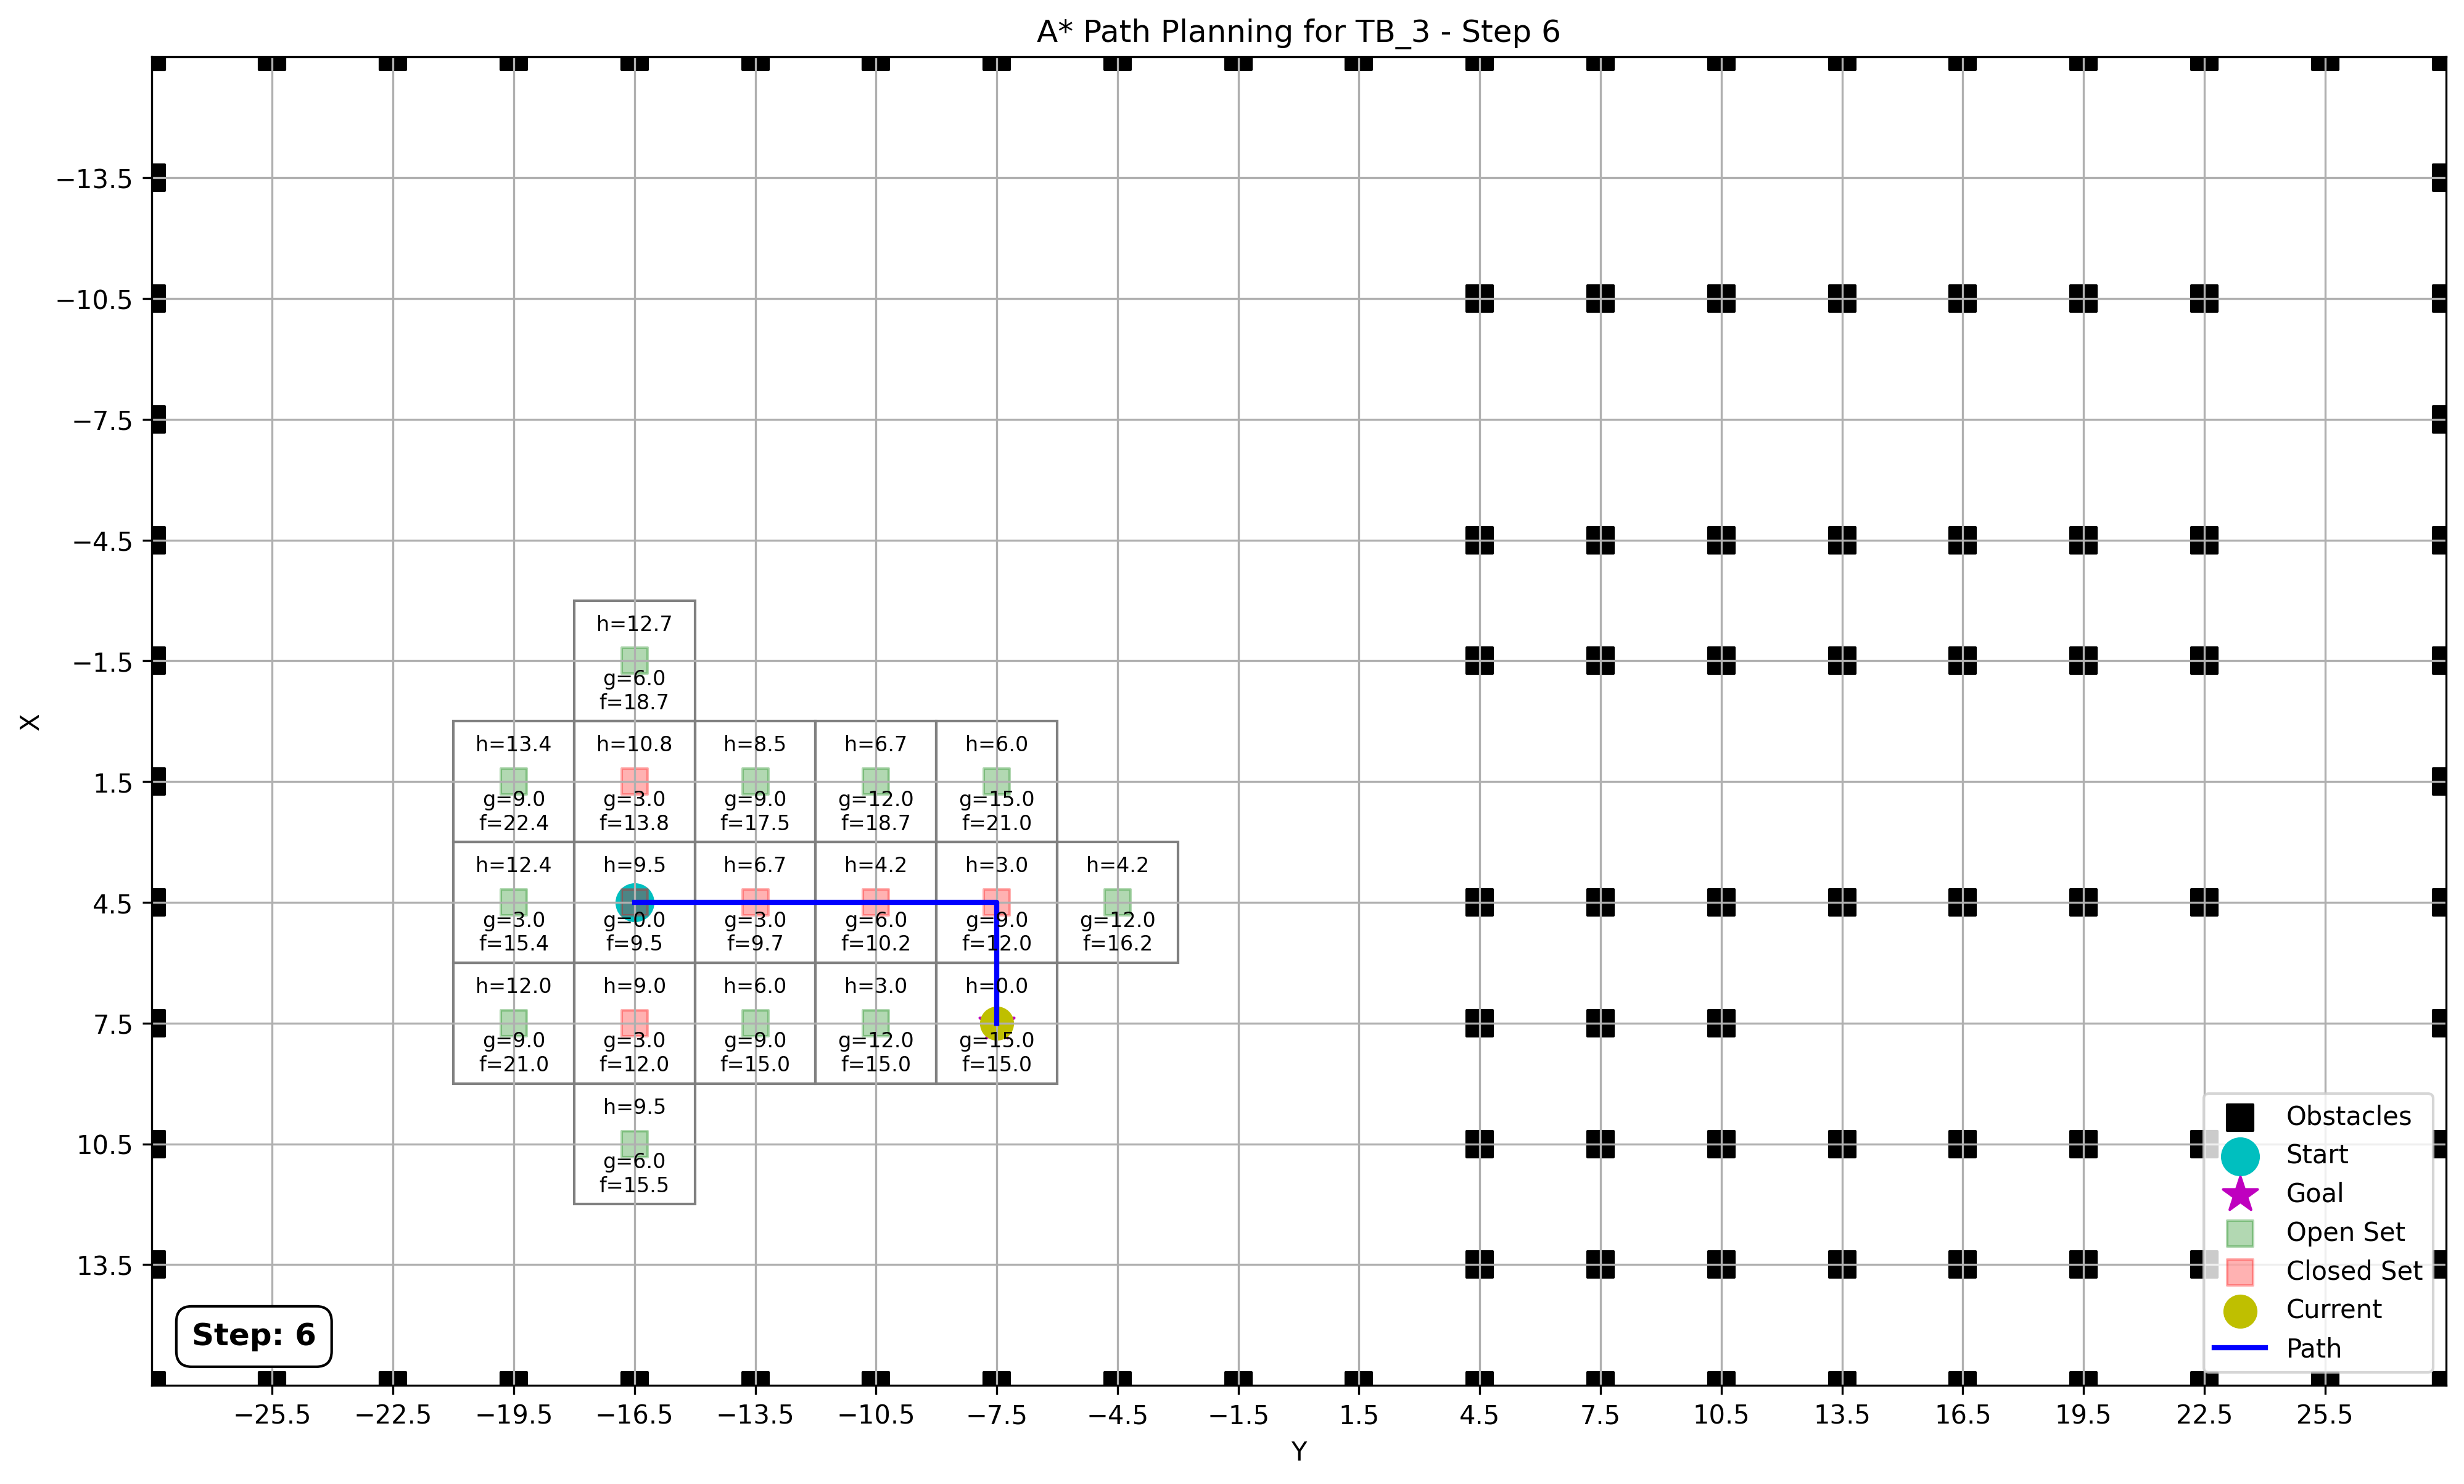 A* Path Planning for TB_3 - Step 6
−13.5
−10.5
−7.5
−4.5
−1.5
1.5
4.5
7.5
10.5
13.5
X
h=12.7
g=6.0
f=18.7
h=13.4 h=10.8 h=8.5 h=6.7 h=6.0
g=9.0 g=3.0 g=9.0 g=12.0 g=15.0
f=22.4 f=13.8 f=17.5 f=18.7 f=21.0
h=12.4 h=9.5 h=6.7 h=4.2 h=3.0 h=4.2
g=3.0 g=0.0 g=3.0 g=6.0 g=9.0 g=12.0
f=15.4 f=9.5 f=9.7 f=10.2 f=12.0 f=16.2
h=12.0 h=9.0 h=6.0 h=3.0 h=0.0
g=9.0 g=3.0 g=9.0 g=12.0 g=15.0
f=21.0 f=12.0 f=15.0 f=15.0 f=15.0
h=9.5
g=6.0
f=15.5
Obstacles
Start
Goal
Open Set
Closed Set
Current
Path
Step: 6
−25.5 −22.5 −19.5 −16.5 −13.5 −10.5 −7.5 −4.5 −1.5 1.5 4.5 7.5 10.5 13.5 16.5 19.5 22.5 25.5
Y